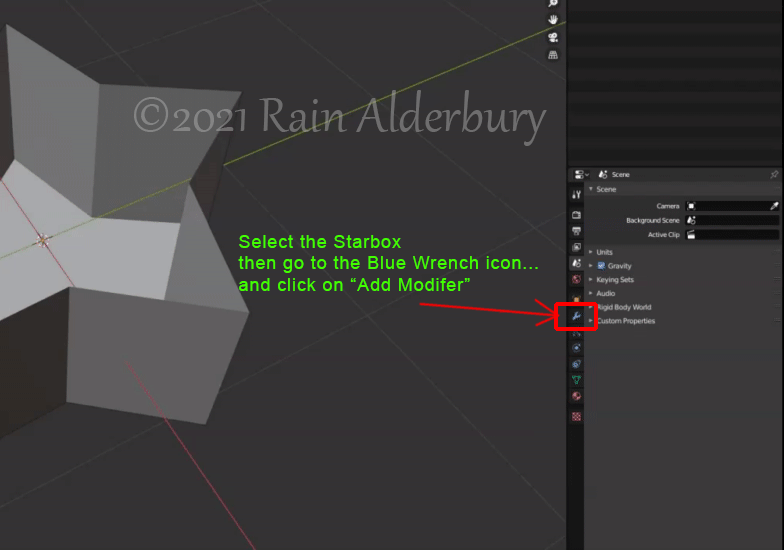 ©2021 Rain Alderbury
Scene
Scene
Camera
Background Scene
Active Clip
Select the Starbox
then go to the Blue Wrench icon...
and click on “Add Modifer”
Units
Gravity
Keying Sets
Audio
Rigid Body World
Custom Properties